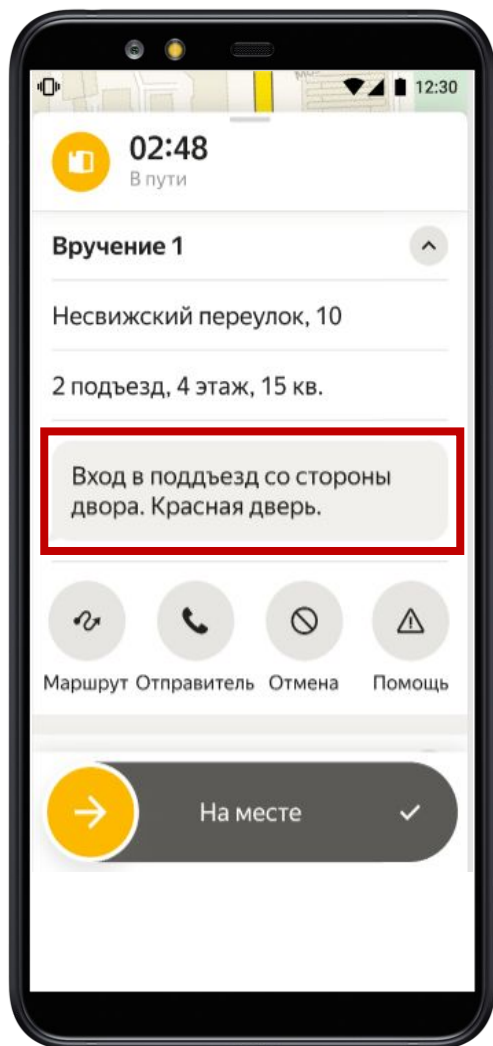 12:30
02:48
В пути
Вручение 1
Несвижский переулок, 10
2 подъезд, 4 этаж, 15 кв.
Вход в поддъезд со стороны
двора. Красная дверь.
Маршрут Отправитель Отмена Помощь
На месте